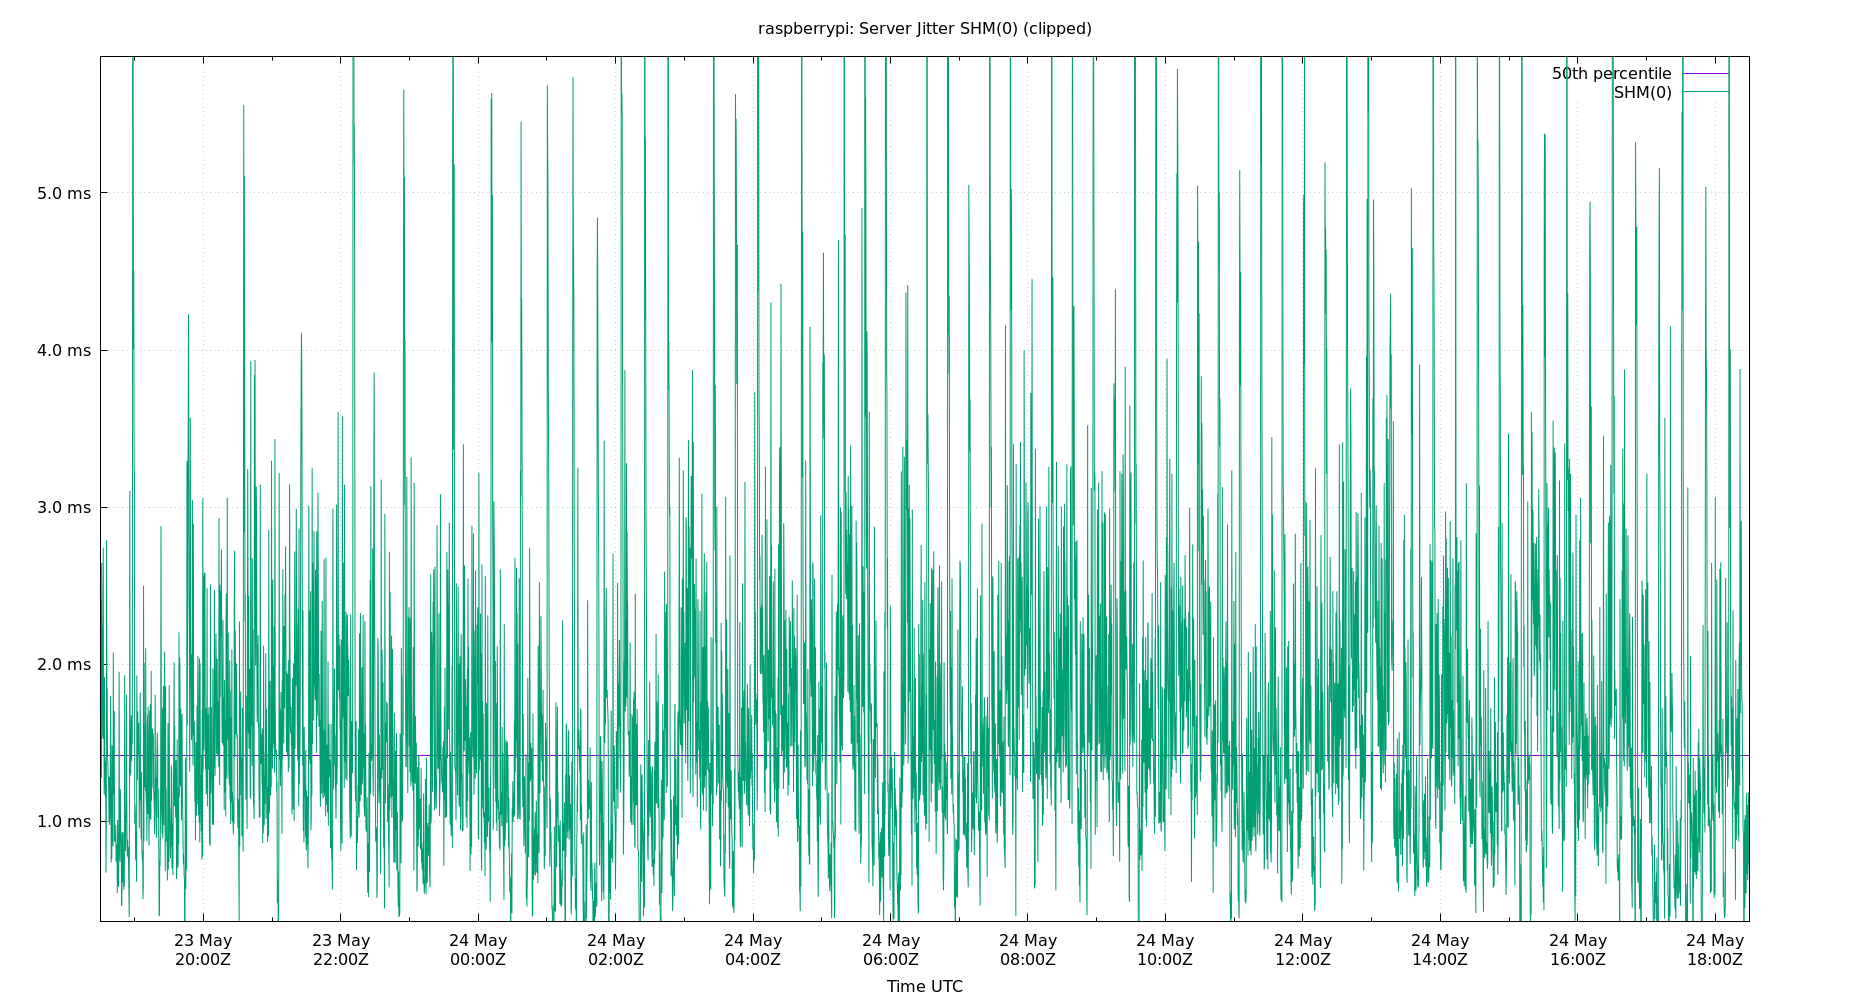 raspberrypi: Server Jitter SHM(0) (clipped)
50th percentile
SHM(0)
5.0 ms
4.0 ms
3.0 ms
2.0 ms
1.0 ms
23 May 23 May 24 May 24 May 24 May 24 May 24 May 24 May 24 May 24 May 24 May 24 May
20:00Z 22:00Z 00:00Z 02:00Z 04:00Z 06:00Z 08:00Z 10:00Z 12:00Z 14:00Z 16:00Z 18:00Z
Time UTC